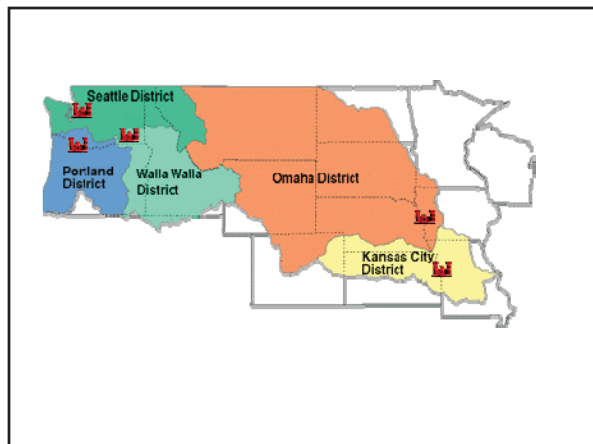 Seattle District
Portland
District
Walla Walla
District
Omaha District
Kansas City
District